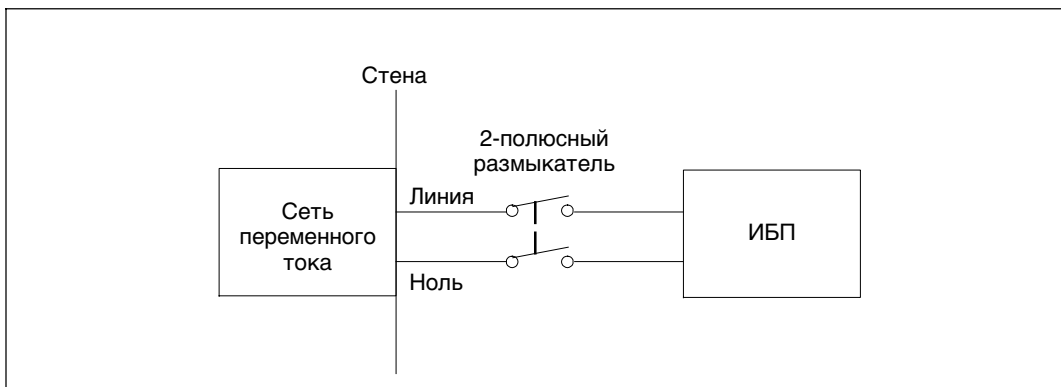 Стена
2-полюсный
размыкатель
Линия
Сеть
переменного
тока
ИБП
Ноль